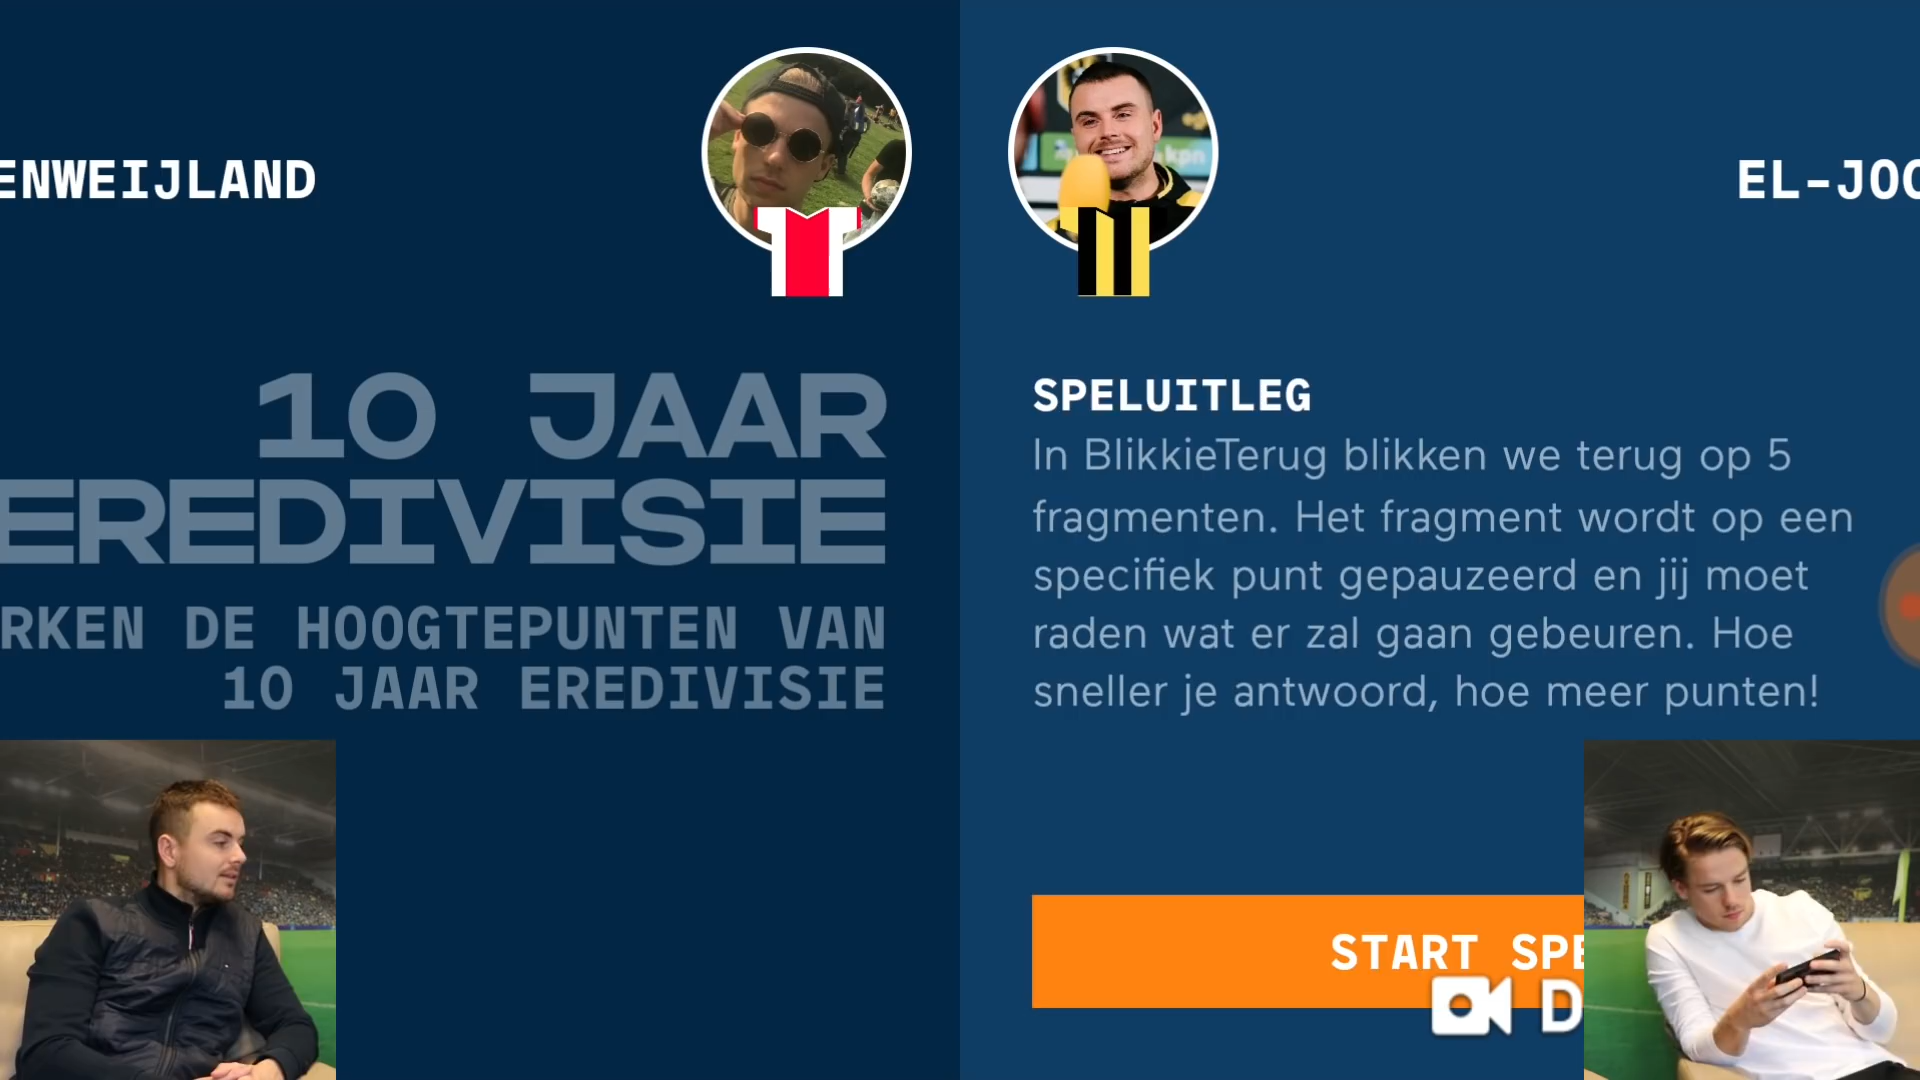 ENWEIJLAND
EL-JOO
10 JAAR
EREDIVISIE
RKEN DE HOOGTEPUNTEN VAN
10 JAAR EREDIVISIE
SPELUITLEG
In BlikkieTerug blikken we terug op 5
fragmenten. Het fragment wordt op een
specifiek punt gepauzeerd en jij moet
raden wat er zal gaan gebeuren. Hoe
sneller je antwoord, hoe meer punten!
kpn
START SPE
D